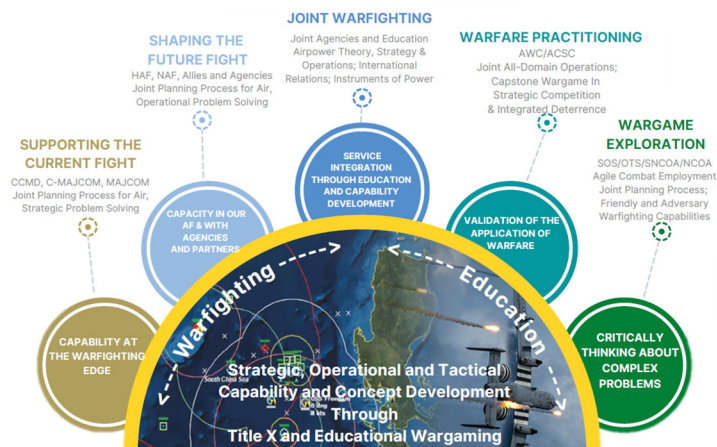 JOINT WARFIGHTING
Joint Agencies and Education
Airpower Theory, Strategy &
Operations; International
Relations; Instruments of Power
SHAPING THE
FUTURE FIGHT
HAF, NAF, Allies and Agencies
Joint Planning Process for Air,
Operational Problem Solving
WARFARE PRACTITIONING
AWC/ACSC
Joint All-Domain Operations;
Capstone Wargame In
Strategic Competition
& Integrated Deterrence
SUPPORTING THE
CURRENT FIGHT
CCMD, C-MAJCOM, MAJCOM
Joint Planning Process for Air,
Strategic Problem Solving
WARGAME
EXPLORATION
SOS/OTS/SNCOA/NCOA
Agile Combat Employment
Joint Planning Process;
Friendly and Adversary
Warfighting Capabilities
SERVICE
INTEGRATION
THROUGH EDUCATION
AND CAPABILITY
DEVELOPMENT
CAPACITY IN OUR
AF & WITH
AGENCIES
AND PARTNERS
VALIDATION OF THE
APPLICATION OF
WARFARE
CAPABILITY AT
THE WARFIGHTING
EDGE
CRITICALLY
THINKING ABOUT
COMPLEX
PROBLEMS
Warfighting
Education
South China Sea
Strategic, Operational and Tactical
Capability and Concept Development
Through
8 kts
Title X and Educational Wargaming